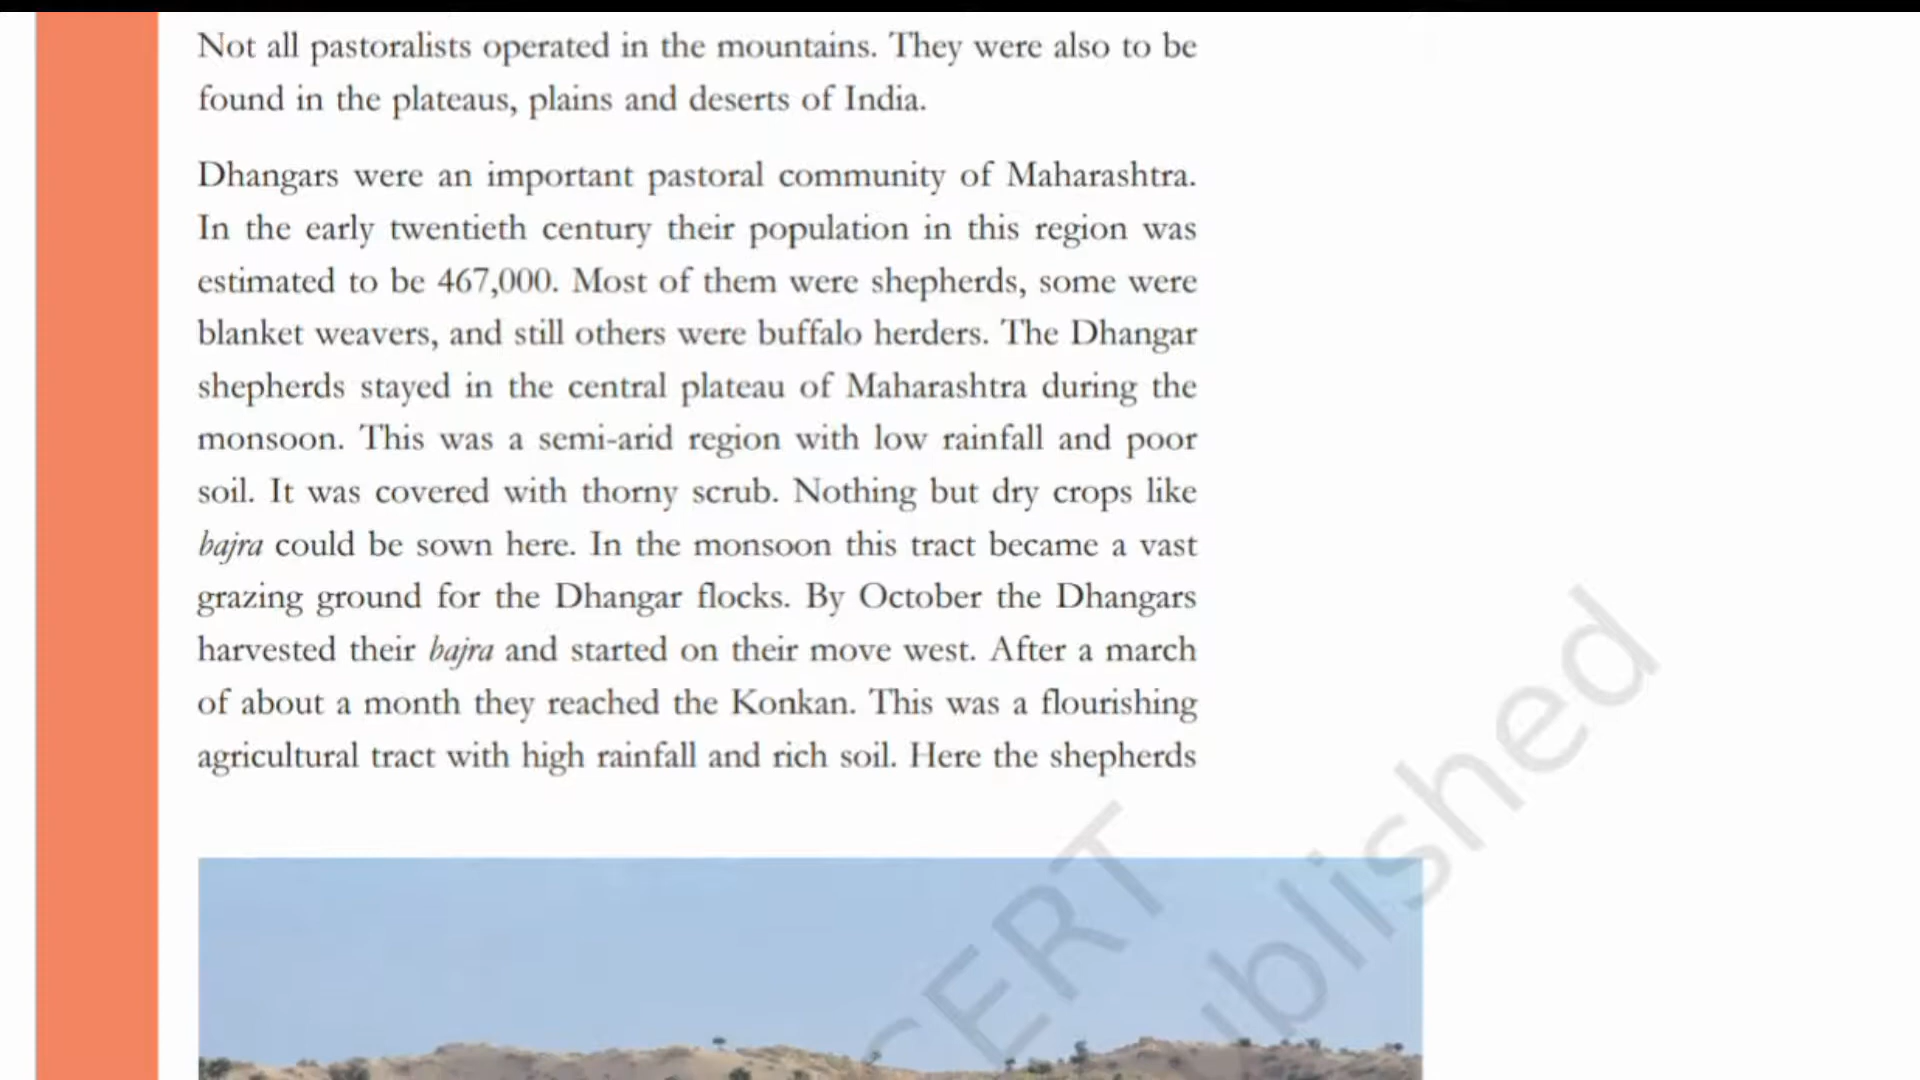 Not all pastoralists operated in the mountains. They were also to be
found in the plateaus, plains and deserts of India.
Dhangars were an important pastoral community of Maharashtra.
In the early twentieth century their population in this region was
estimated to be 467,000. Most of them were shepherds, some were
blanket weavers, and still others were buffalo herders. The Dhangar
shepherds stayed in the central plateau of Maharashtra during the
monsoon. This was a semi-arid region with low rainfall and poor
soil. It was covered with thorny scrub. Nothing but dry crops like
bajra could be sown here. In the monsoon this tract became a vast
grazing ground for the Dhangar flocks. By October the Dhangars
harvested their bajra and started on their move west. After a march
of about a month they reached the Konkan. This was a flourishing
agricultural tract with high rainfall and rich soil. Here the shepherds